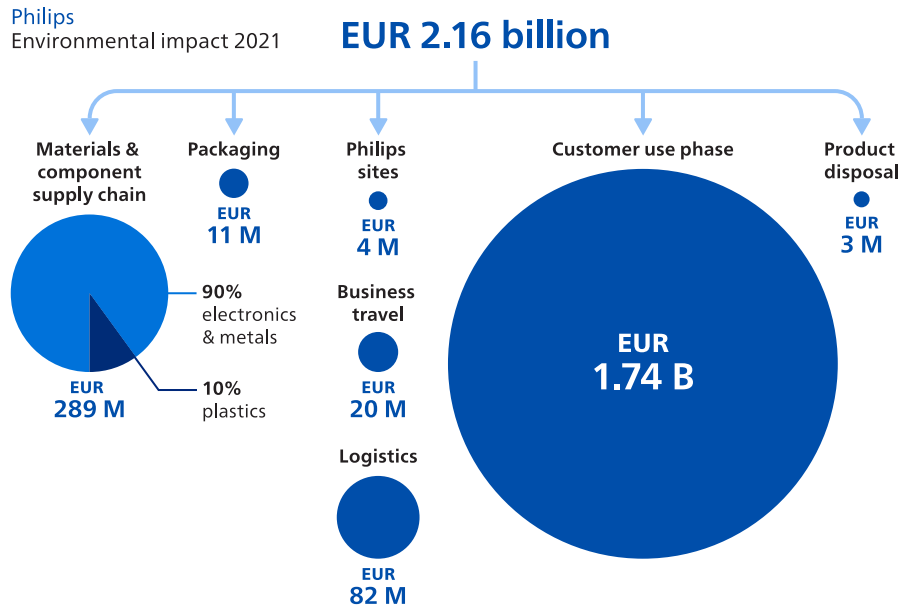 Philips
Environmental impact 2021
EUR 2.16 billion
Materials &
component
supply chain
90%
electronics
& metals
10%
plastics
EUR
289 M
Packaging
EUR
11 M
Philips
sites
EUR
4 M
Business
travel
EUR
20 M
Logistics
EUR
82 M
Customer use phase
EUR
1.74 B
Product
disposal
EUR
3 M